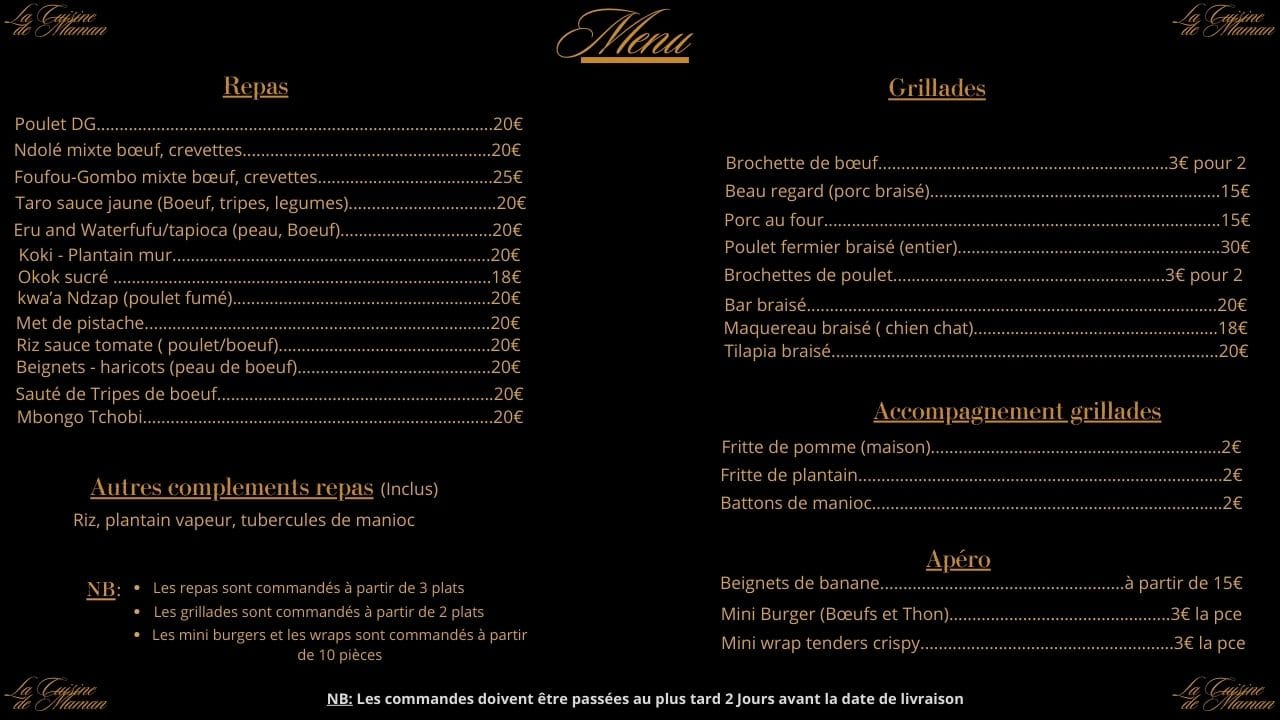 La Cuisine
de Maman
Menu
La Cuisine
de Maman
Repas
Poulet DG....................................................................................20€
Ndolé mixte bœuf, crevettes.....................................................20€
Foufou-Gombo mixte bœuf, crevettes.....................................25€
Taro sauce jaune (Boeuf, tripes, legumes)................................20€
Eru and Waterfufu/tapioca (peau, Boeuf)................................20€
Koki - Plantain mur....................................................................20€
Okok sucré .................................................................................18€
kwa’a Ndzap (poulet fumé).......................................................20€
Met de pistache..........................................................................20€
Riz sauce tomate ( poulet/boeuf).............................................20€
Beignets - haricots (peau de boeuf).........................................20€
Sauté de Tripes de boeuf...........................................................20€
Mbongo Tchobi..........................................................................20€
Autres complements repas (Inclus)
Riz, plantain vapeur, tubercules de manioc
NB:
• Les repas sont commandés à partir de 3 plats
• Les grillades sont commandés à partir de 2 plats
• Les mini burgers et les wraps sont commandés à partir
de 10 pièces
Grillades
Brochette de bœuf..............................................................3€ pour 2
Beau regard (porc braisé).............................................................15€
Porc au four....................................................................................15€
Poulet fermier braisé (entier)........................................................30€
Brochettes de poulet..........................................................3€ pour 2
Bar braisé.......................................................................................20€
Maquereau braisé ( chien chat)....................................................18€
Tilapia braisé..................................................................................20€
Accompagnement grillades
Fritte de pomme (maison)..............................................................2€
Fritte de plantain.............................................................................2€
Battons de manioc..........................................................................2€
Apéro
Beignets de banane....................................................à partir de 15€
Mini Burger (Bœufs et Thon)...............................................3€ la pce
Mini wrap tenders crispy......................................................3€ la pce
La Cuisine
de Maman
NB: Les commandes doivent être passées au plus tard 2 Jours avant la date de livraison
La Cuisine
de Maman